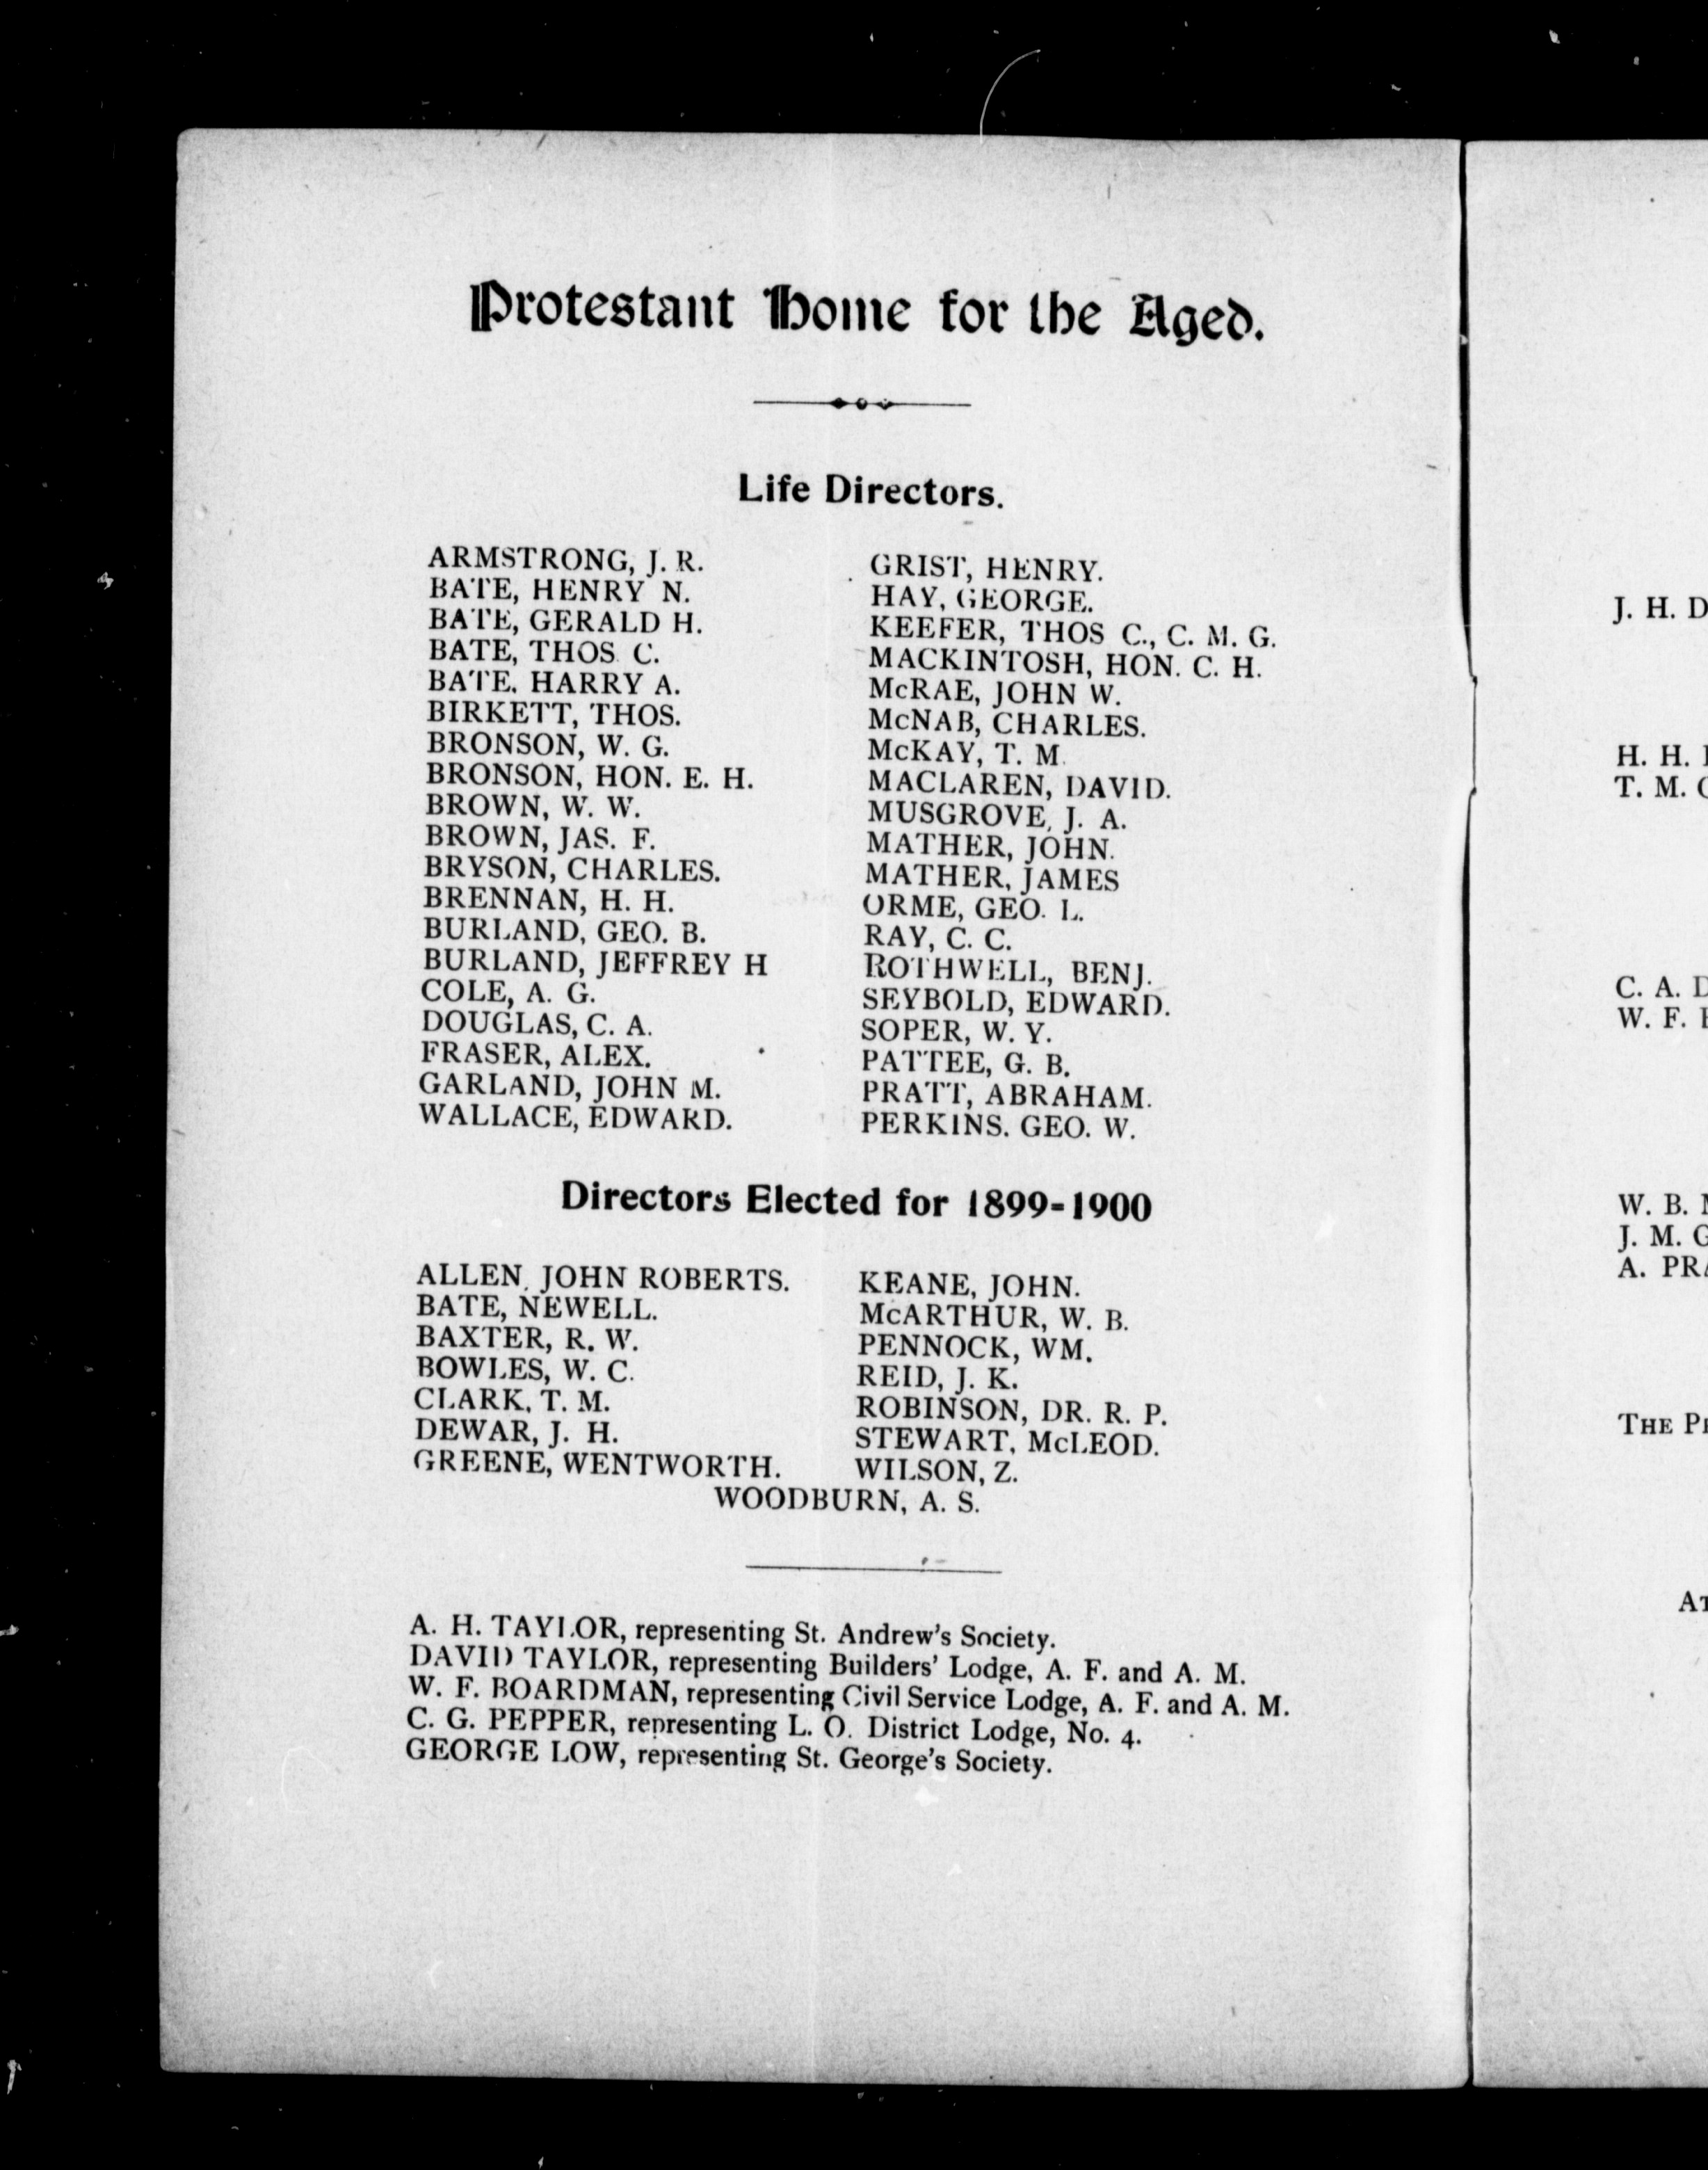 Protestant Home for the Aged.
Life Directors.
ARMSTRONG, J. R.
BATE, HENRY N.
BATE, GERALD H.
BATE, THOS. C.
BATE. HARRY A.
BIRKETT, THOS.
BRONSON, W. G.
BRONSON, HON. E. H.
BROWN, W. W.
BROWN, JAS. F.
BRYSON, CHARLES.
BRENNAN, H. H.
BURLAND, GEO. B.
BURLAND, JEFFREY H
COLE, A. G.
DOUGLAS, C. A.
FRASER, ALEX.
GARLAND, JOHN M.
WALLACE, EDWARD.
GRIST, HENRY.
HAY, GEORGE.
KEEFER, THOS C., C. M. G.
MACKINTOSH, HON. C. H.
McRAE, JOHN W.
McNAB, CHARLES.
McKAY, T. M.
MACLAREN, DAVID.
MUSGROVE, J. A.
MATHER, JOHN.
MATHER, JAMES
ORME, GEO. L.
RAY, C. C.
ROTHWELL, BENJ.
SEYBOLD, EDWARD.
SOPER, W. Y.
PATTEE, G. B.
PRATT, ABRAHAM.
PERKINS. GEO. W.
Directors Elected for 1899-1900
ALLEN, JOHN ROBERTS.
BATE, NEWELL.
BAXTER, R. W.
BOWLES, W. C.
CLARK, T. M.
DEWAR, J. H.
GREENE, WENTWORTH.
KEANE, JOHN.
McARTHUR, W. B.
PENNOCK, WM.
REID, J. K.
ROBINSON, DR. R. P.
STEWART, McLEOD.
WILSON, Z.
WOODBURN, A. S.
A. H. TAYLOR, representing St. Andrew's Society.
DAVID TAYLOR, representing Builders' Lodge, A. F. and A. M.
W. F. BOARDMAN, representing Civil Service Lodge, A. F. and A. M.
C. G. PEPPER, representing L. O. District Lodge, No. 4.
GEORGE LOW, representing St. George's Society.
J. H.
H. H.
T. M.
C. A.
W. F.
W. B.
J. M.
A.
THE